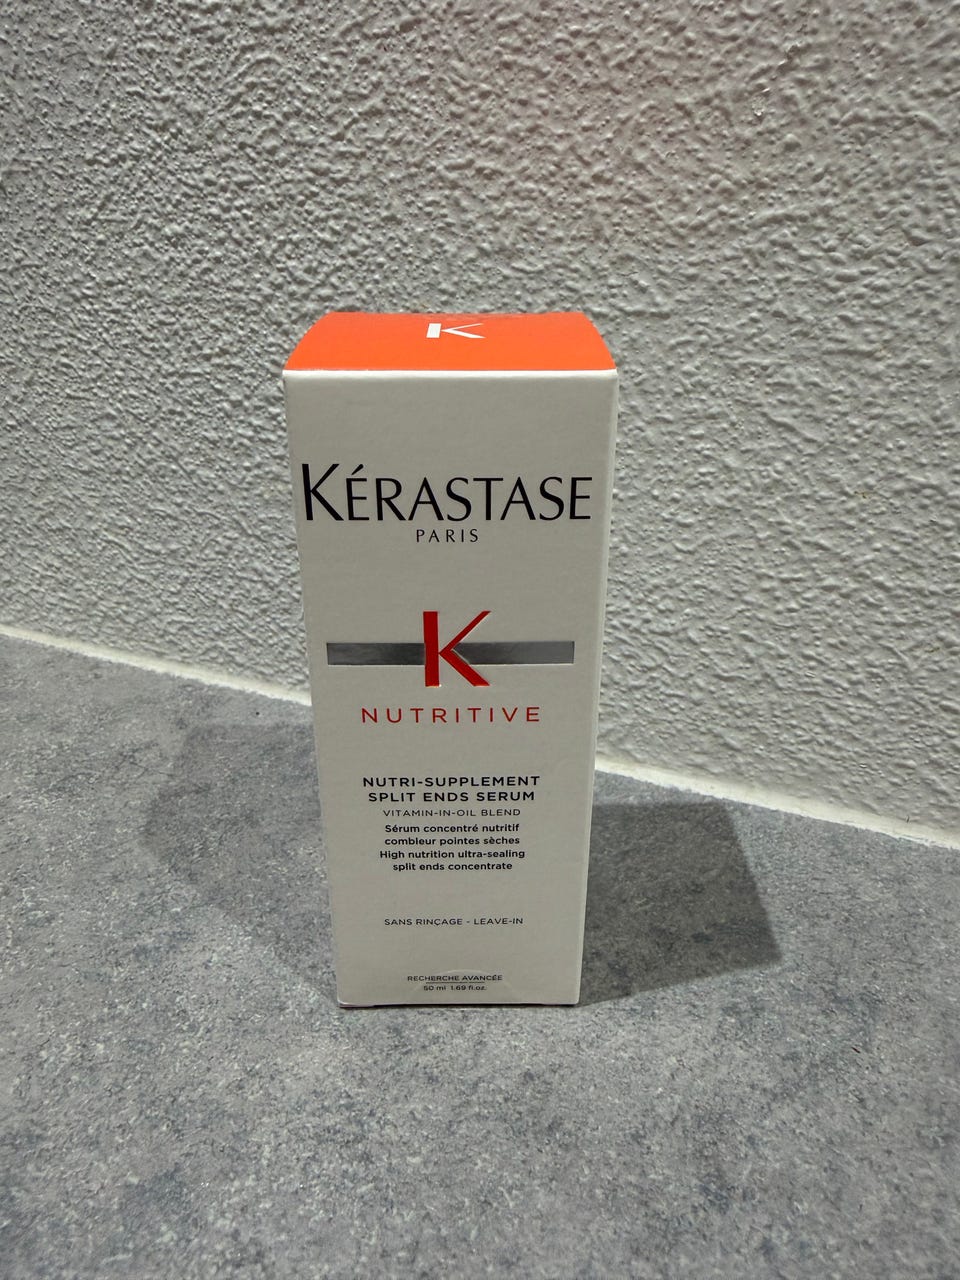 K
KÉRASTASE
PARIS
K
NUTRITIVE
NUTRI-SUPPLEMENT
SPLIT ENDS SERUM
VITAMIN-IN-OIL BLEND
Sérum concentré nutritif
combleur pointes sèches
High nutrition ultra-sealing
split ends concentrate
SANS RINÇAGE - LEAVE-IN
RECHERCHE AVANCÉE
50 ml 1.69 fl.oz.